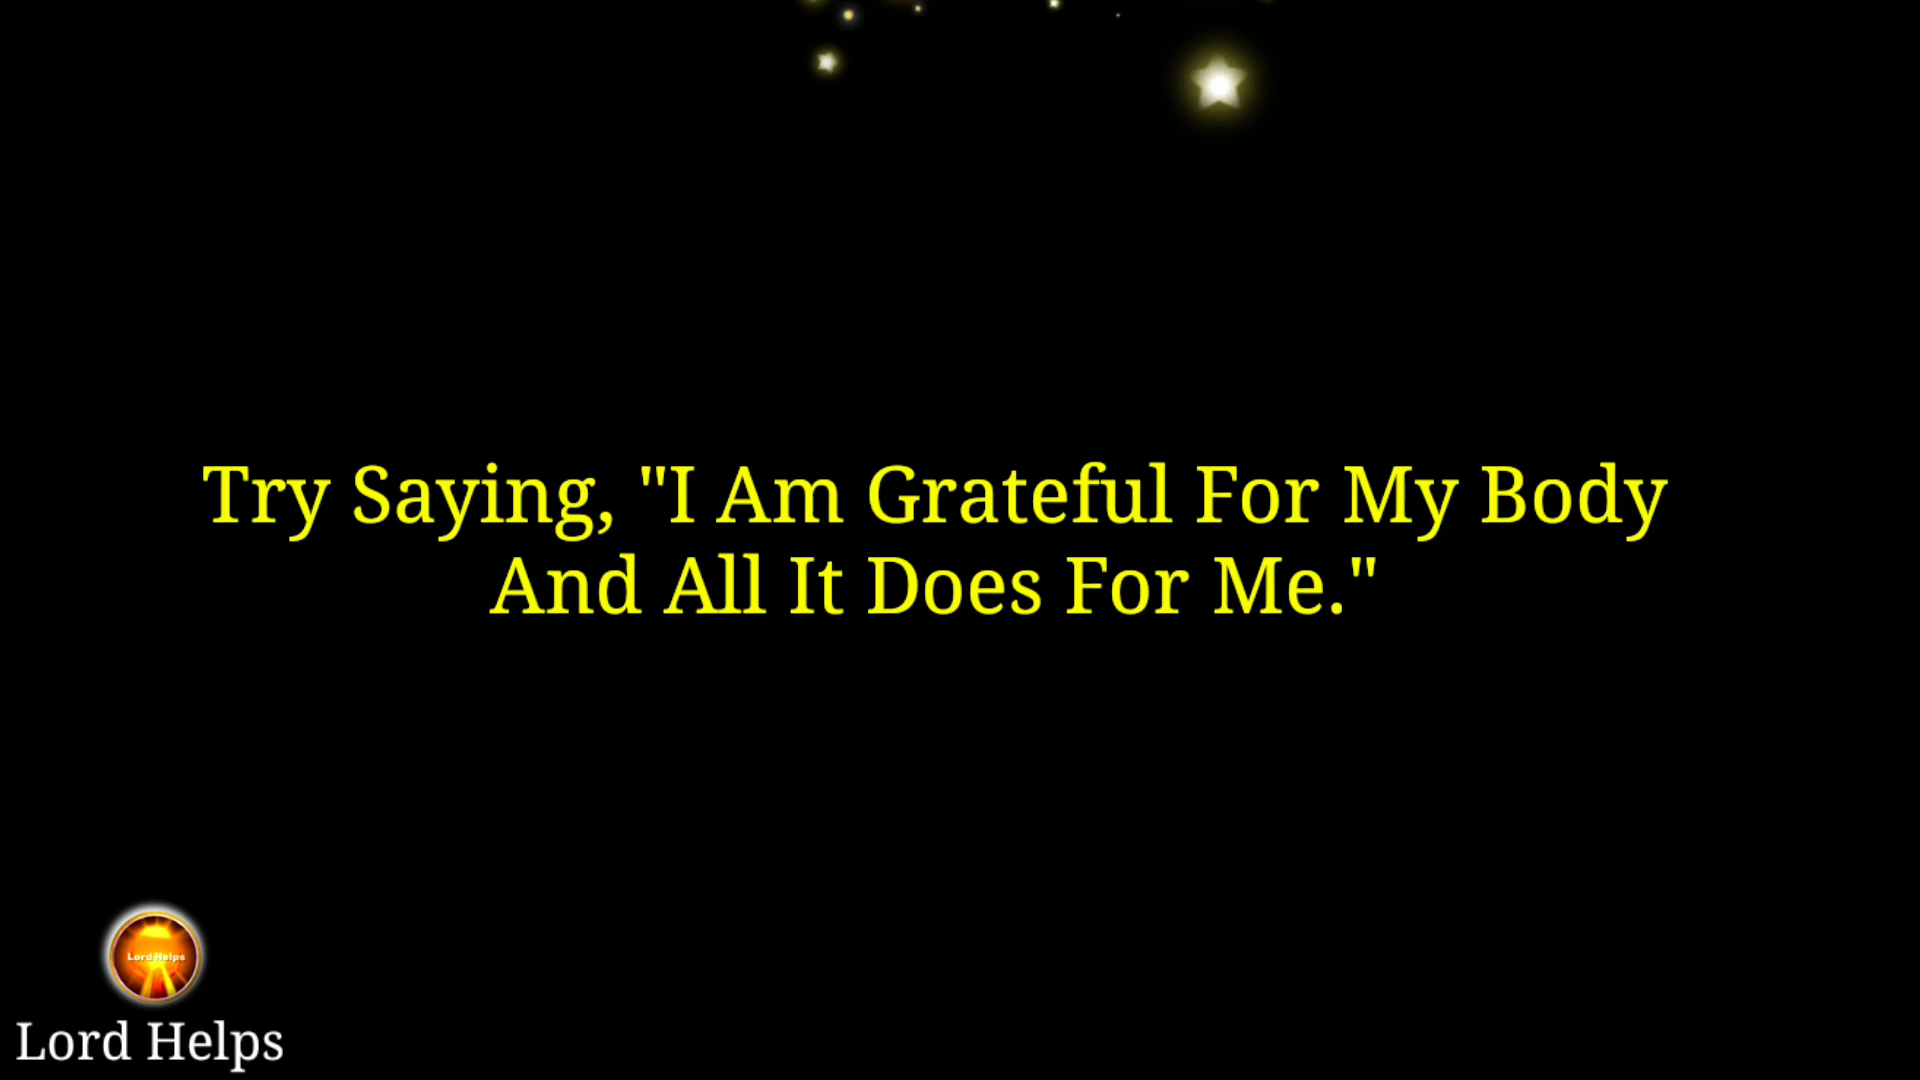 Try Saying, "I Am Grateful For My Body
And All It Does For Me."
Lord Helps
Lord Helps